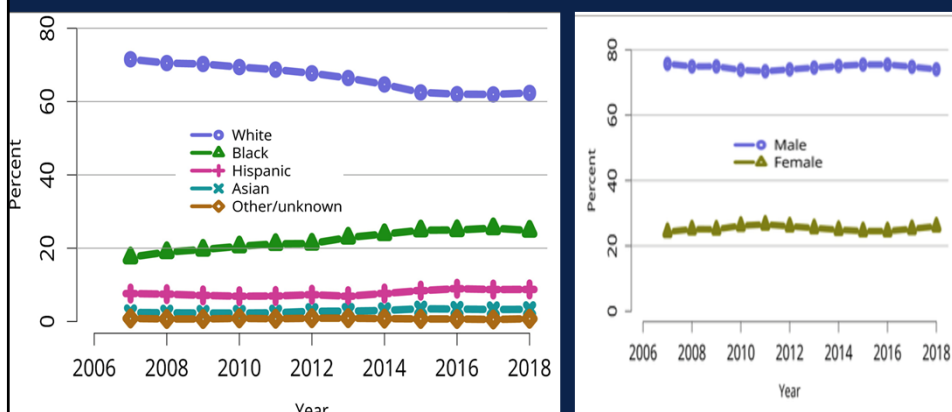 80
60
40
20
0
Percent
White
Black
Hispanic
Asian
Other/unknown
2006 2008 2010 2012 2014 2016 2018
Year
80
60
40
20
0
Percent
Male
Female
2006 2008 2010 2012 2014 2016 2018
Year